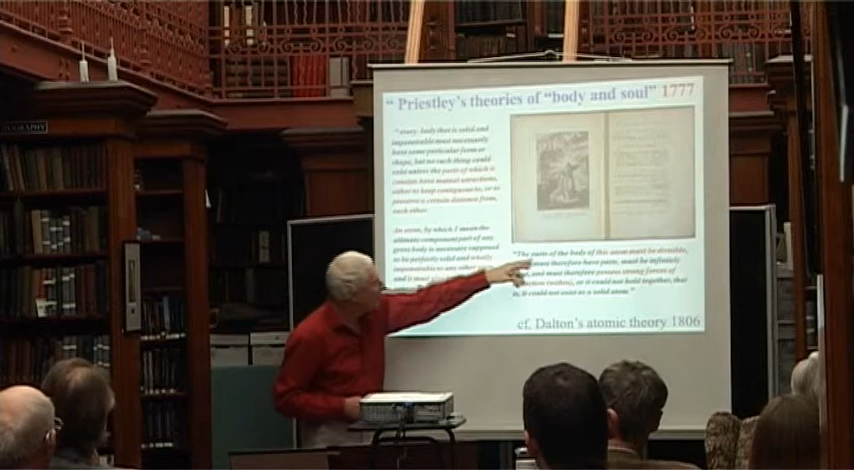 " Priestley's theories of "body and soul" 1777
"every body that is solid and
impenetrable must necessarily
have some particular form or
shape, but no such thing could
exist unless the parts of which it
consists have mutual attractions,
either to keep contiguous to, or to
preserve a certain distance from,
each other.
An atom, by which I mean the
ultimate component part of any
gross body is necessary supposed
to be perfectly solid and wholly
impenetrable to any other
and it must
"The parts of the body of this atom must be divisible,
must therefore have parts, must be infinitely
and must therefore possess strong forces of
(within), or it could not hold together, that
is, it could not exist as a solid atom."
cf. Dalton's atomic theory 1806